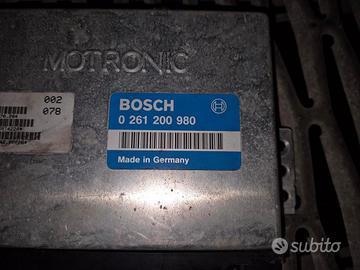 MOTRONIC
002
078
BOSCH
0 261 200 980
Made in Germany
subito